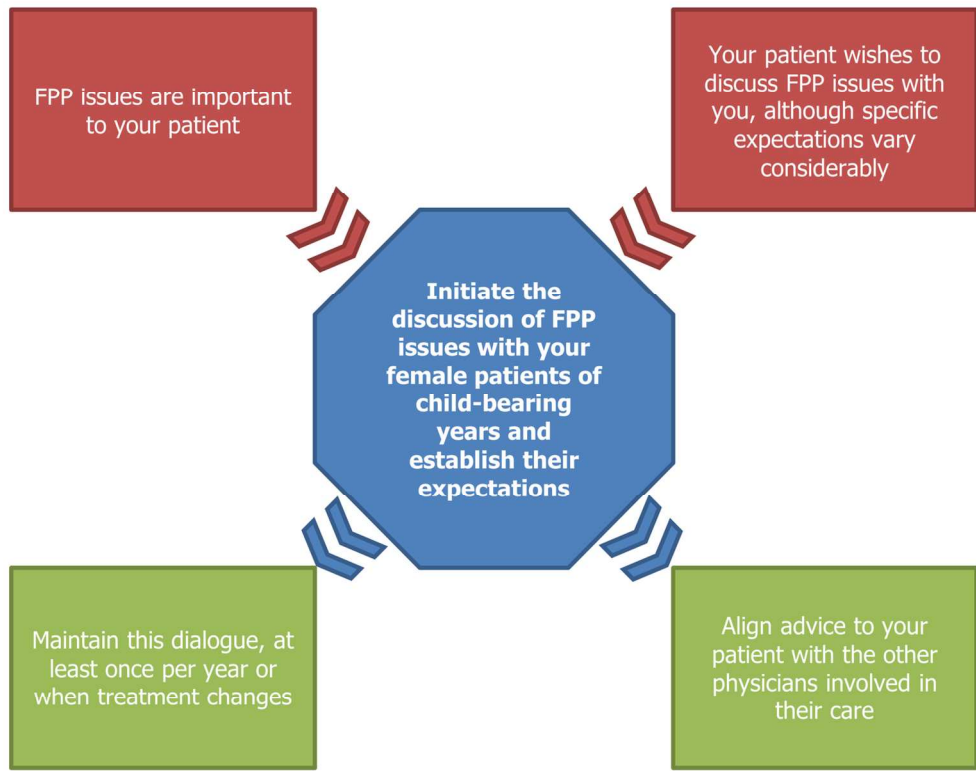 FPP issues are important
to your patient
Your patient wishes to
discuss FPP issues with
you, although specific
expectations vary
considerably
Initiate the
discussion of FPP
issues with your
female patients of
child-bearing
years and
establish their
expectations
Maintain this dialogue, at
least once per year or
when treatment changes
Align advice to your
patient with the other
physicians involved in
their care